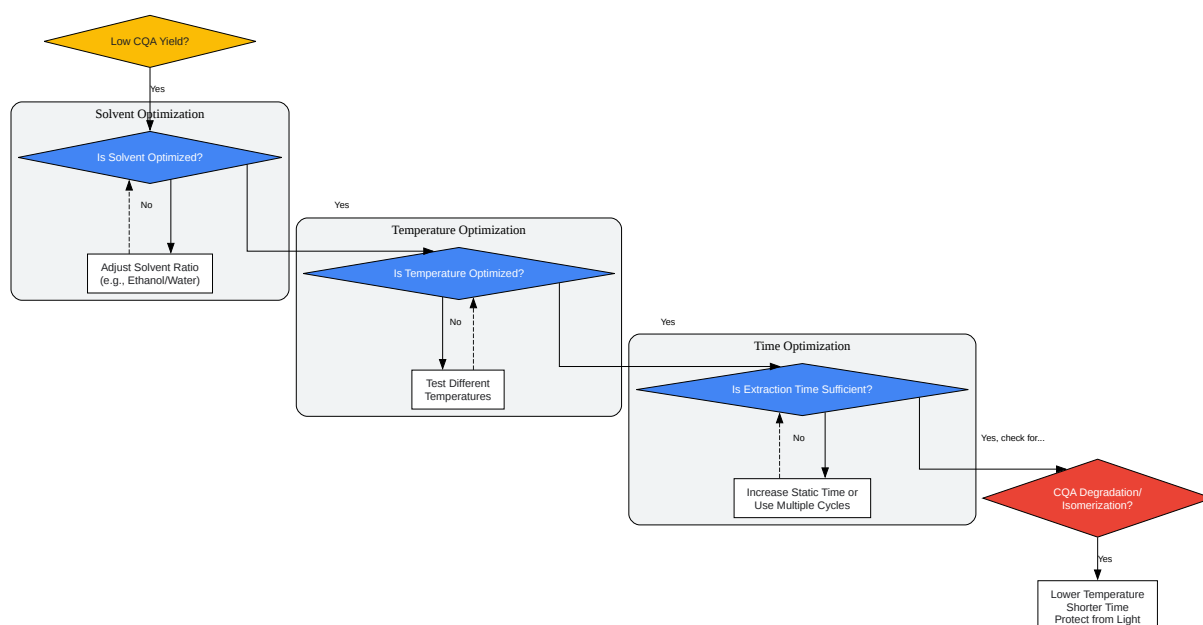 Low CQA Yield?
Yes
Solvent Optimization
Is Solvent Optimized?
No
Adjust Solvent Ratio
(e.g., Ethanol/Water)
Yes
Temperature Optimization
Is Temperature Optimized?
No
Test Different
Temperatures
Yes
Time Optimization
Is Extraction Time Sufficient?
No
Increase Static Time or
Use Multiple Cycles
Yes, check for...
CQA Degradation/
Isomerization?
Yes
Lower Temperature
Shorter Time
Protect from Light